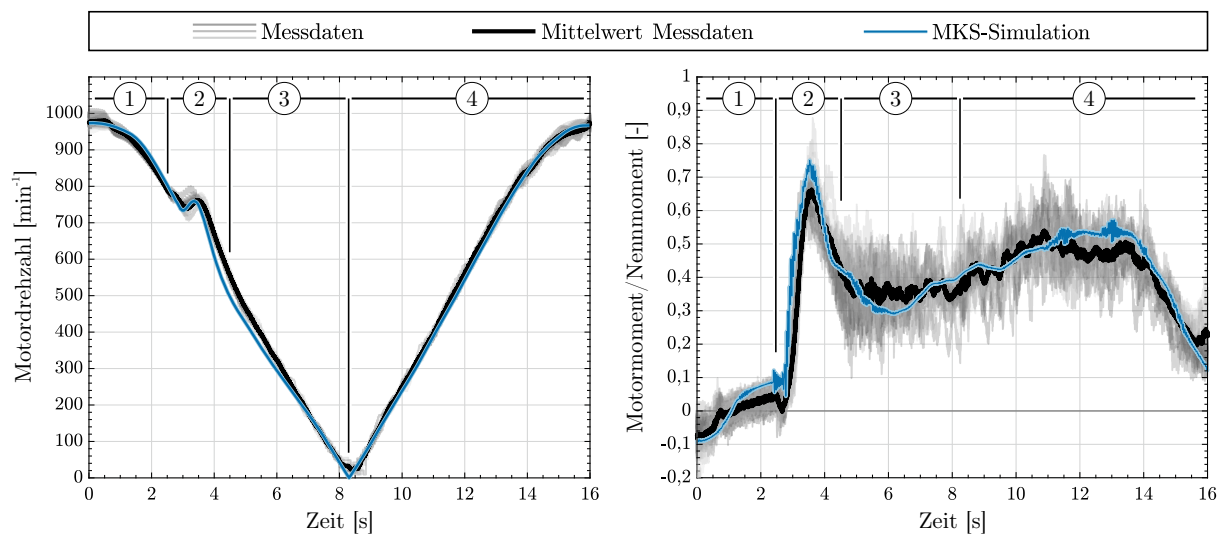 Messdaten Mittelwert Messdaten MKS-Simulation
1 2 3 4
1000
900
800
700
600
500
400
300
200
100
0
0 2 4 6 8 10 12 14 16
Motordrehzahl [min-1]
Zeit [s]
1 2 3 4
1
0,9
0,8
0,7
0,6
0,5
0,4
0,3
0,2
0,1
0
-0,1
-0,2
0 2 4 6 8 10 12 14 16
Motormoment/Nennmoment [-]
Zeit [s]